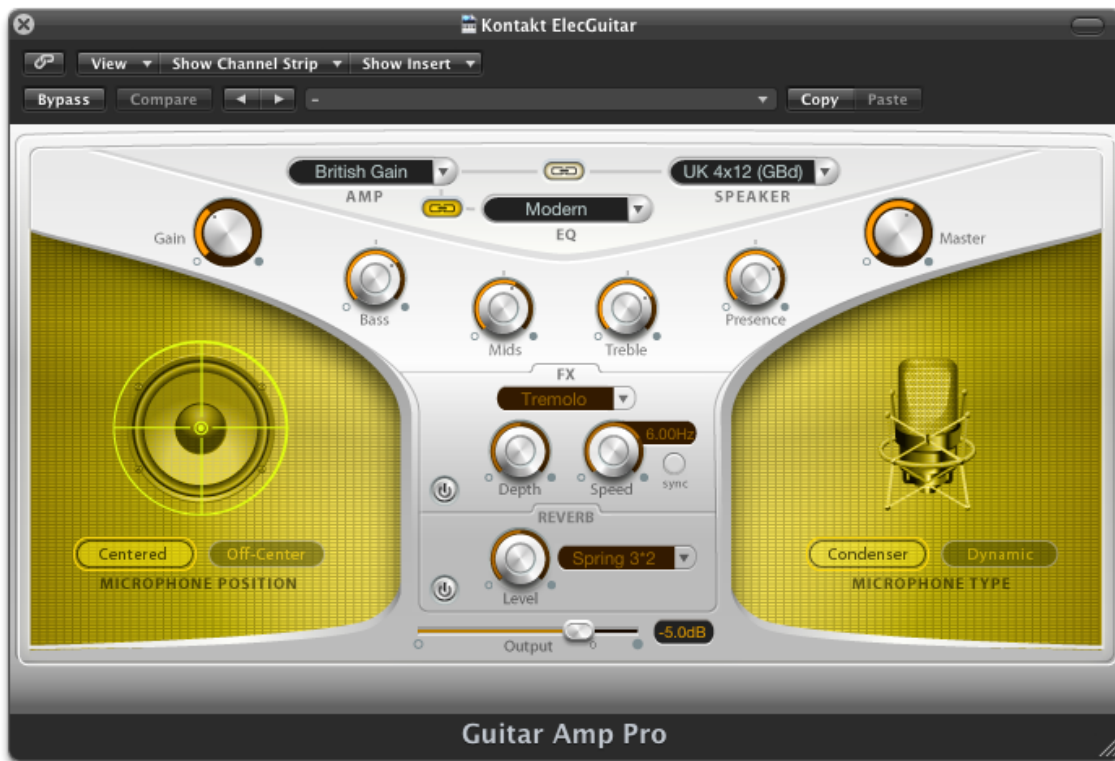 Kontakt ElecGuitar
View Show Channel Strip Show Insert
Bypass Compare - Copy Paste
British Gain UK 4x12 (GBd)
AMP SPEAKER
Modern
EQ
Gain Master
Bass Presence
Mids Treble
FX
Tremolo
6.00Hz
Depth Speed sync
REVERB
Centered Off-Center Spring 3*2 Condenser Dynamic
MICROPHONE POSITION MICROPHONE TYPE
Level
-5.0dB
Output
Guitar Amp Pro